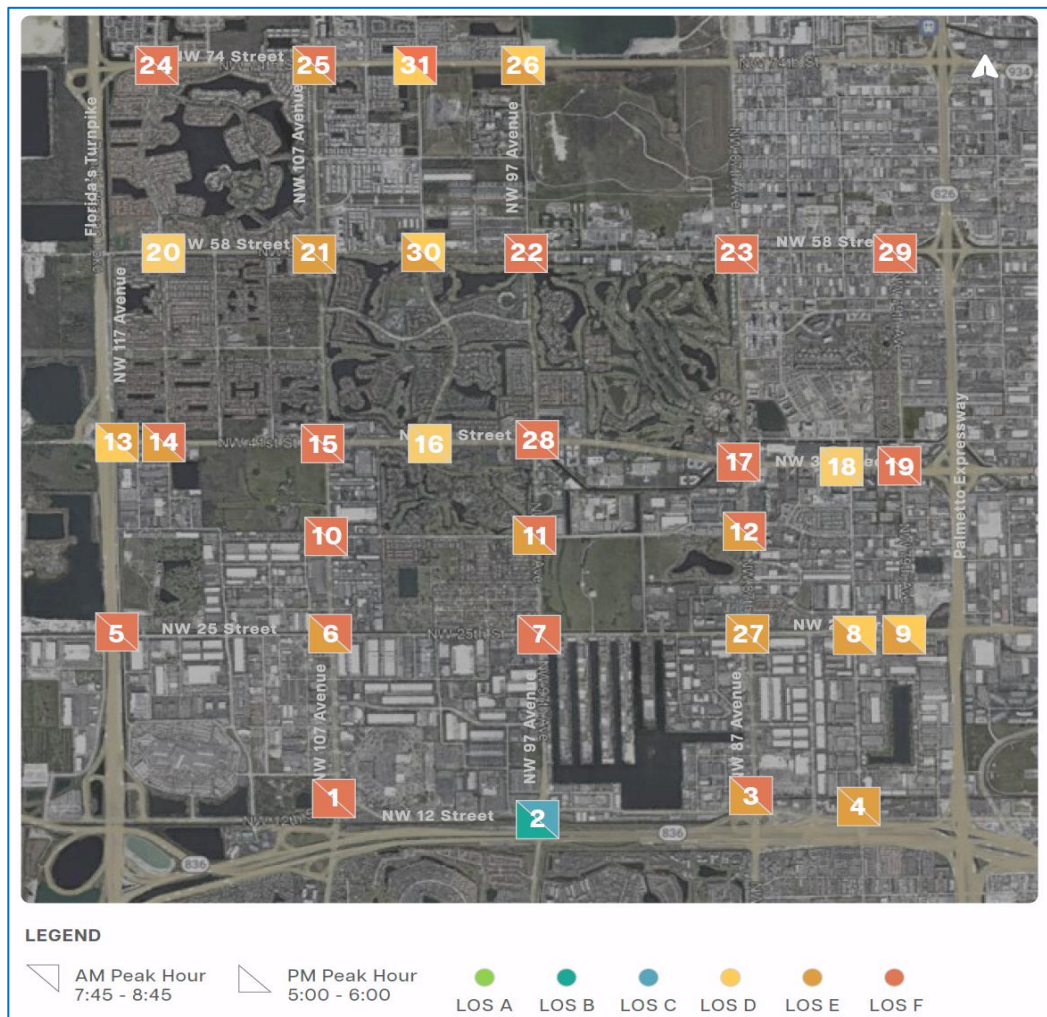 24
NW 74 Street
25
31
26
934
Florida's Turnpike
NW 107 Avenue
NW 97 Avenue
826
20
NW 58 Street
21
30
22
23
NW 58 Street
29
NW 117 Avenue
13
14
NW 41st St
15
16
Street
28
17
NW 3
18
19
Palmetto Expressway
10
11
12
5
NW 25 Street
6
NW 25th St
7
27
NW 2
8
9
NW 107 Avenue
NW 97 Avenue
NW 87 Avenue
1
NW 12 Street
2
3
4
836
836
LEGEND
AM Peak Hour
7:45 - 8:45
PM Peak Hour
5:00 - 6:00
LOS A
LOS B
LOS C
LOS D
LOS E
LOS F